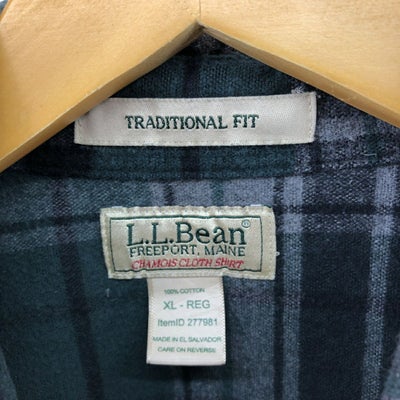 TRADITIONAL FIT
L.L.Bean®
FREEPORT, MAINE
CHAMOIS CLOTH SHIRT
100% COTTON
XL - REG
ItemID 277981
MADE IN EL SALVADOR
CARE ON REVERSE